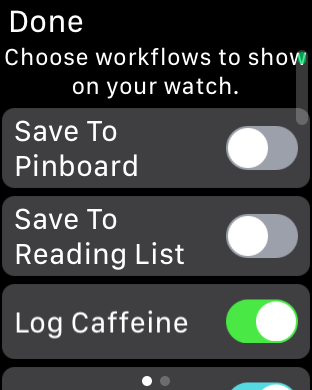 Done
Choose workflows to show
on your watch.
Save To
Pinboard
Save To
Reading List
Log Caffeine